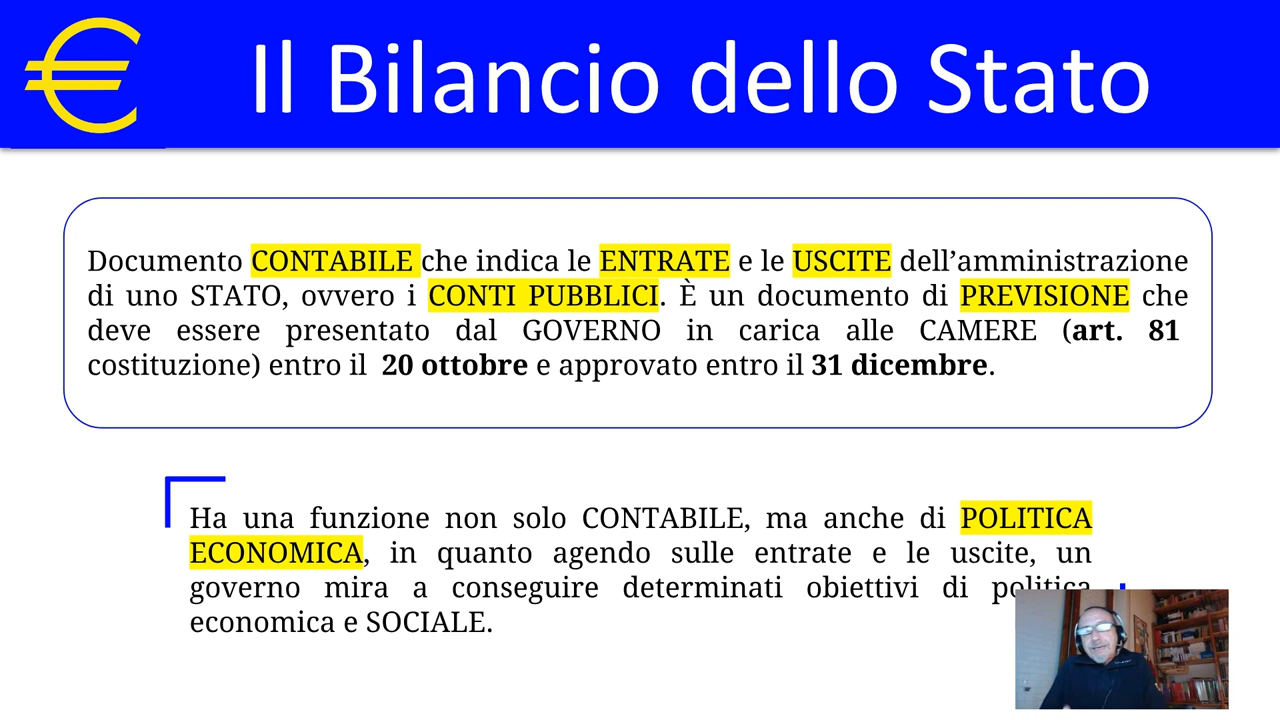 Il Bilancio dello Stato
Documento CONTABILE che indica le ENTRATE e le USCITE dell’amministrazione
di uno STATO, ovvero i CONTI PUBBLICI. È un documento di PREVISIONE che
deve essere presentato dal GOVERNO in carica alle CAMERE (art. 81
costituzione) entro il 20 ottobre e approvato entro il 31 dicembre.
Ha una funzione non solo CONTABILE, ma anche di POLITICA
ECONOMICA, in quanto agendo sulle entrate e le uscite, un
governo mira a conseguire determinati obiettivi di politica
economica e SOCIALE.